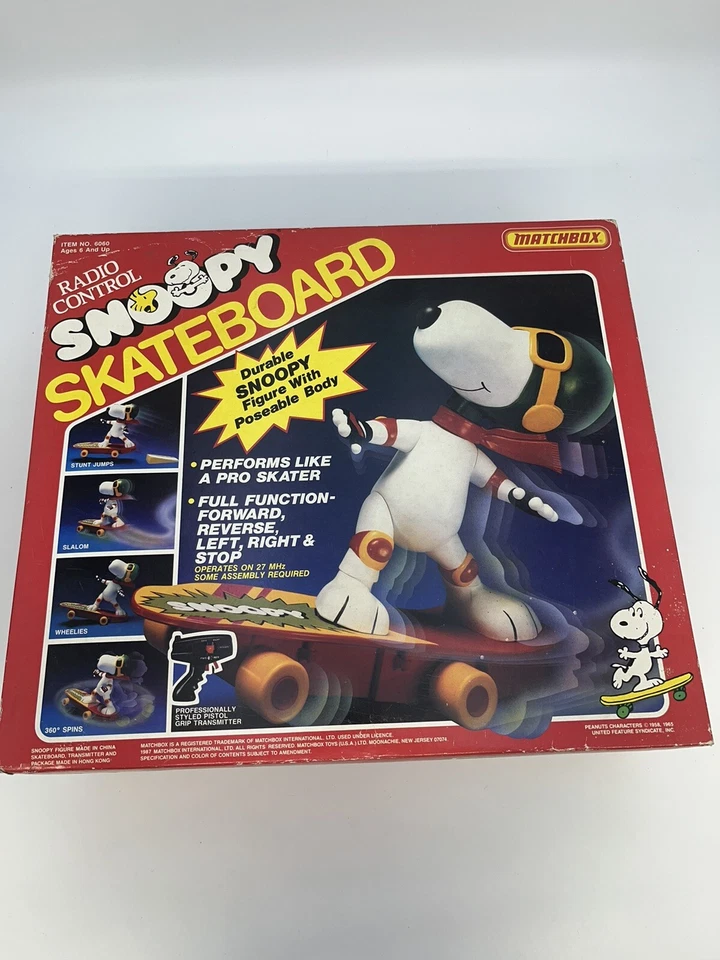 ITEM NO. 6060
Ages 6 And Up
MATCHBOX®
RADIO
CONTROL
SNOOPY
SKATEBOARD
Durable
SNOOPY
Figure With
Poseable Body
STUNT JUMPS
SLALOM
WHEELIES
360° SPINS
• PERFORMS LIKE
A PRO SKATER
• FULL FUNCTION-
FORWARD,
REVERSE,
LEFT, RIGHT &
STOP
OPERATES ON 27 MHz
SOME ASSEMBLY REQUIRED
SNOOPY
PROFESSIONALLY
STYLED PISTOL
GRIP TRANSMITTER
SNOOPY FIGURE MADE IN CHINA
SKATEBOARD, TRANSMITTER AND
PACKAGE MADE IN HONG KONG
MATCHBOX IS A REGISTERED TRADEMARK OF MATCHBOX INTERNATIONAL, LTD. USED UNDER LICENCE.
1987 MATCHBOX INTERNATIONAL, LTD. ALL RIGHTS RESERVED. MATCHBOX TOYS (U.S.A.) LTD. MOONACHIE, NEW JERSEY 07074.
SPECIFICATION AND COLOR OF CONTENTS SUBJECT TO AMENDMENT.
PEANUTS CHARACTERS © 1958, 1965
UNITED FEATURE SYNDICATE, INC.